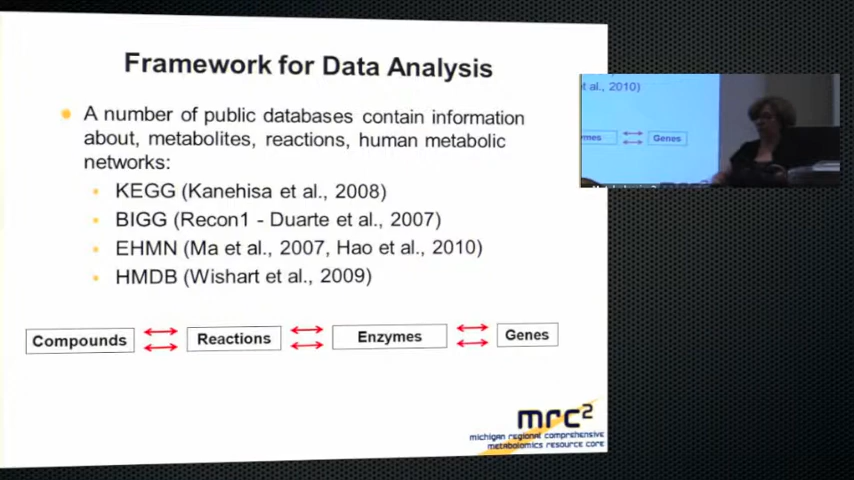 Framework for Data Analysis
A number of public databases contain information
about, metabolites, reactions, human metabolic
networks:
KEGG (Kanehisa et al., 2008)
BIGG (Recon1 - Duarte et al., 2007)
EHMN (Ma et al., 2007, Hao et al., 2010)
HMDB (Wishart et al., 2009)
Compounds Reactions Enzymes Genes
mrc2
michigan regional comprehensive
metabolomics resource core
t al., 2010)
mes Genes